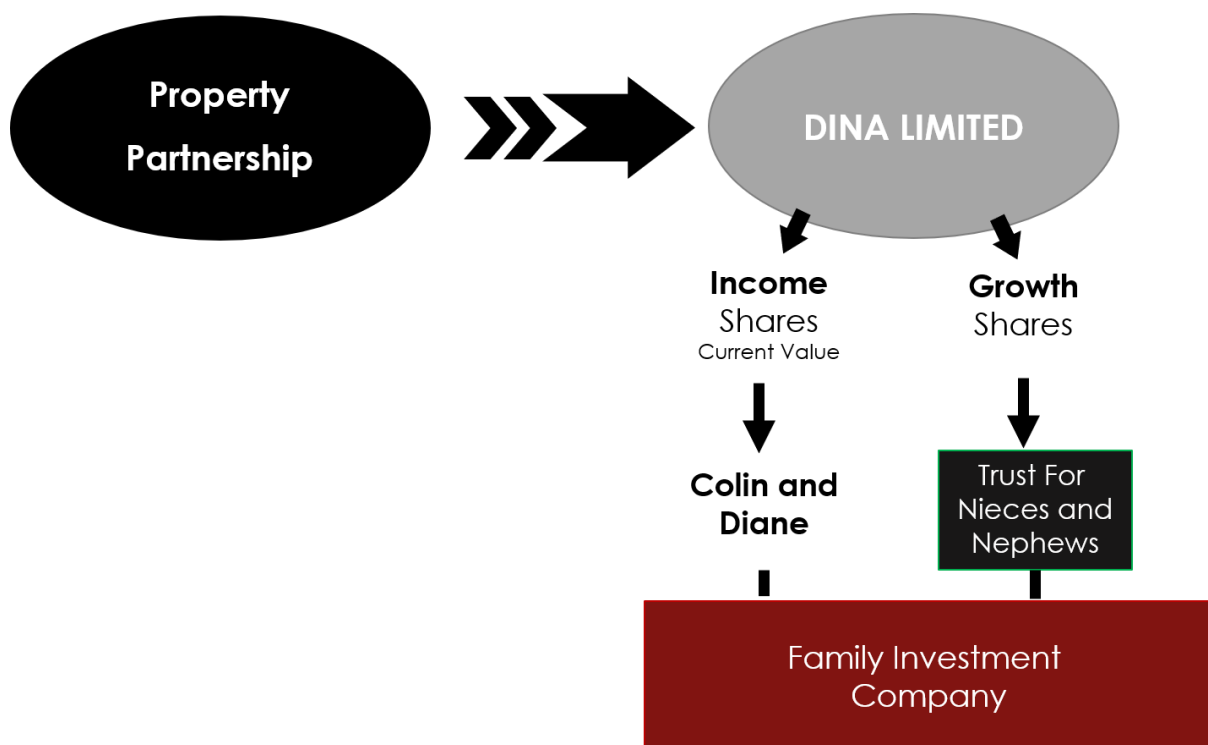 Property
Partnership
DINA LIMITED
Income
Shares
Current Value
Growth
Shares
Colin and
Diane
Trust For
Nieces and
Nephews
Family Investment
Company